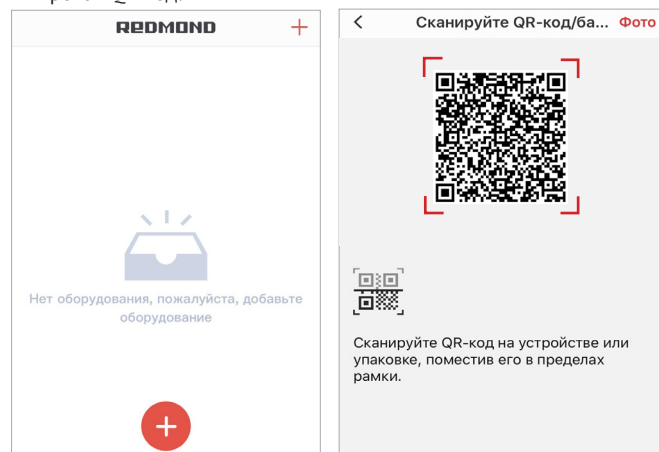 REDMOND
Нет оборудования, пожалуйста, добавьте
оборудование
Сканируйте QR-код/ба... Фото
Сканируйте QR-код на устройстве или
упаковке, поместив его в пределах
рамки.